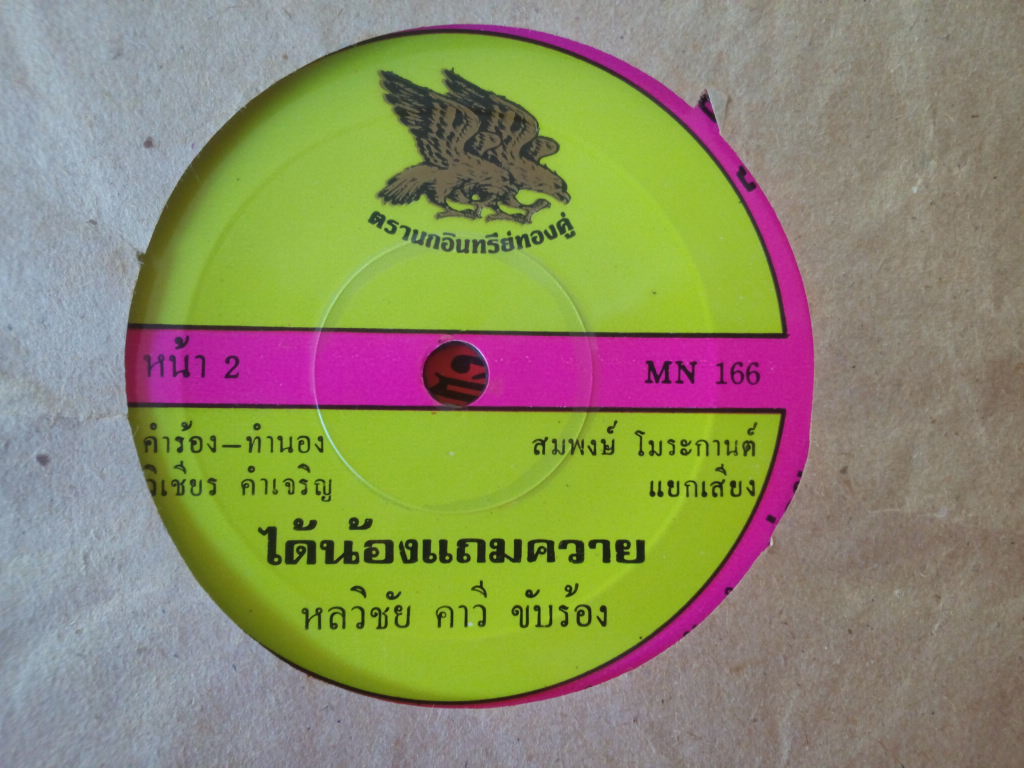 ตรานกอินทรีย์ทองคู่
หน้า 2
MN 166
คำร้อง–ทำนอง
วิเชียร คำเจริญ
สมพงษ์ โมระกานต์
แยกเสียง
ได้น้องแถมควาย
หลวิชัย คาวี ขับร้อง